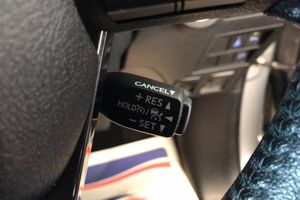 CANCEL▼
+ RES ▲
HOLD / ◄
− SET ▼